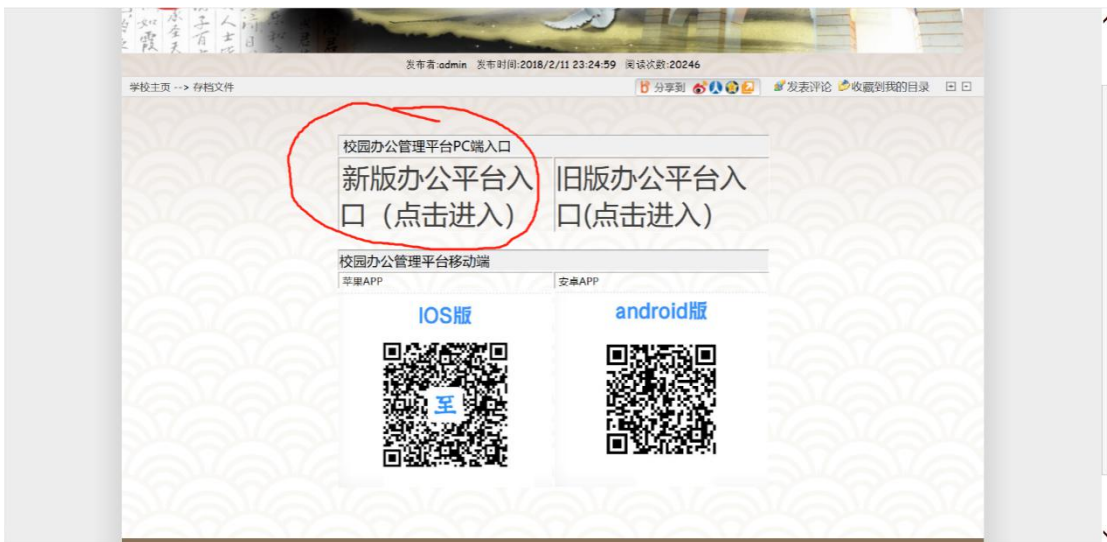 发布者:admin 发布时间:2018/2/11 23:24:59 阅读次数:20246
学校主页 --> 存档文件
分享到 发表评论 收藏到我的目录
校园办公管理平台PC端入口
新版办公平台入
口（点击进入）
旧版办公平台入
口(点击进入）
校园办公管理平台移动端
苹果APP
安卓APP
IOS版
android版
至